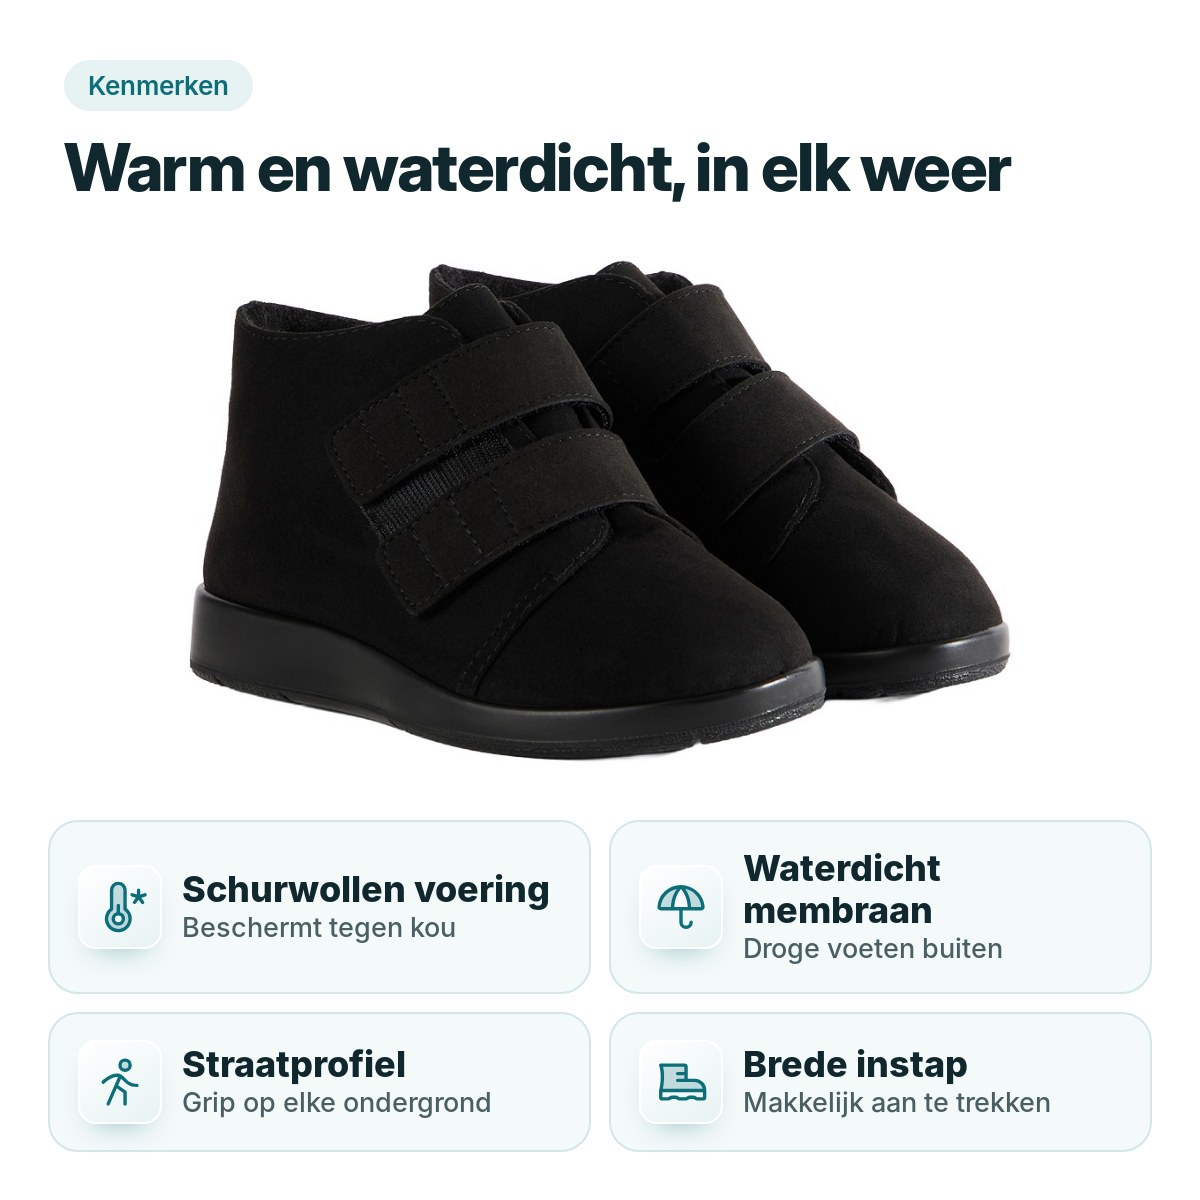 Kenmerken
Warm en waterdicht, in elk weer
Schurwollen voering
Beschermt tegen kou
Waterdicht
membraan
Droge voeten buiten
Straatprofiel
Grip op elke ondergrond
Brede instap
Makkelijk aan te trekken